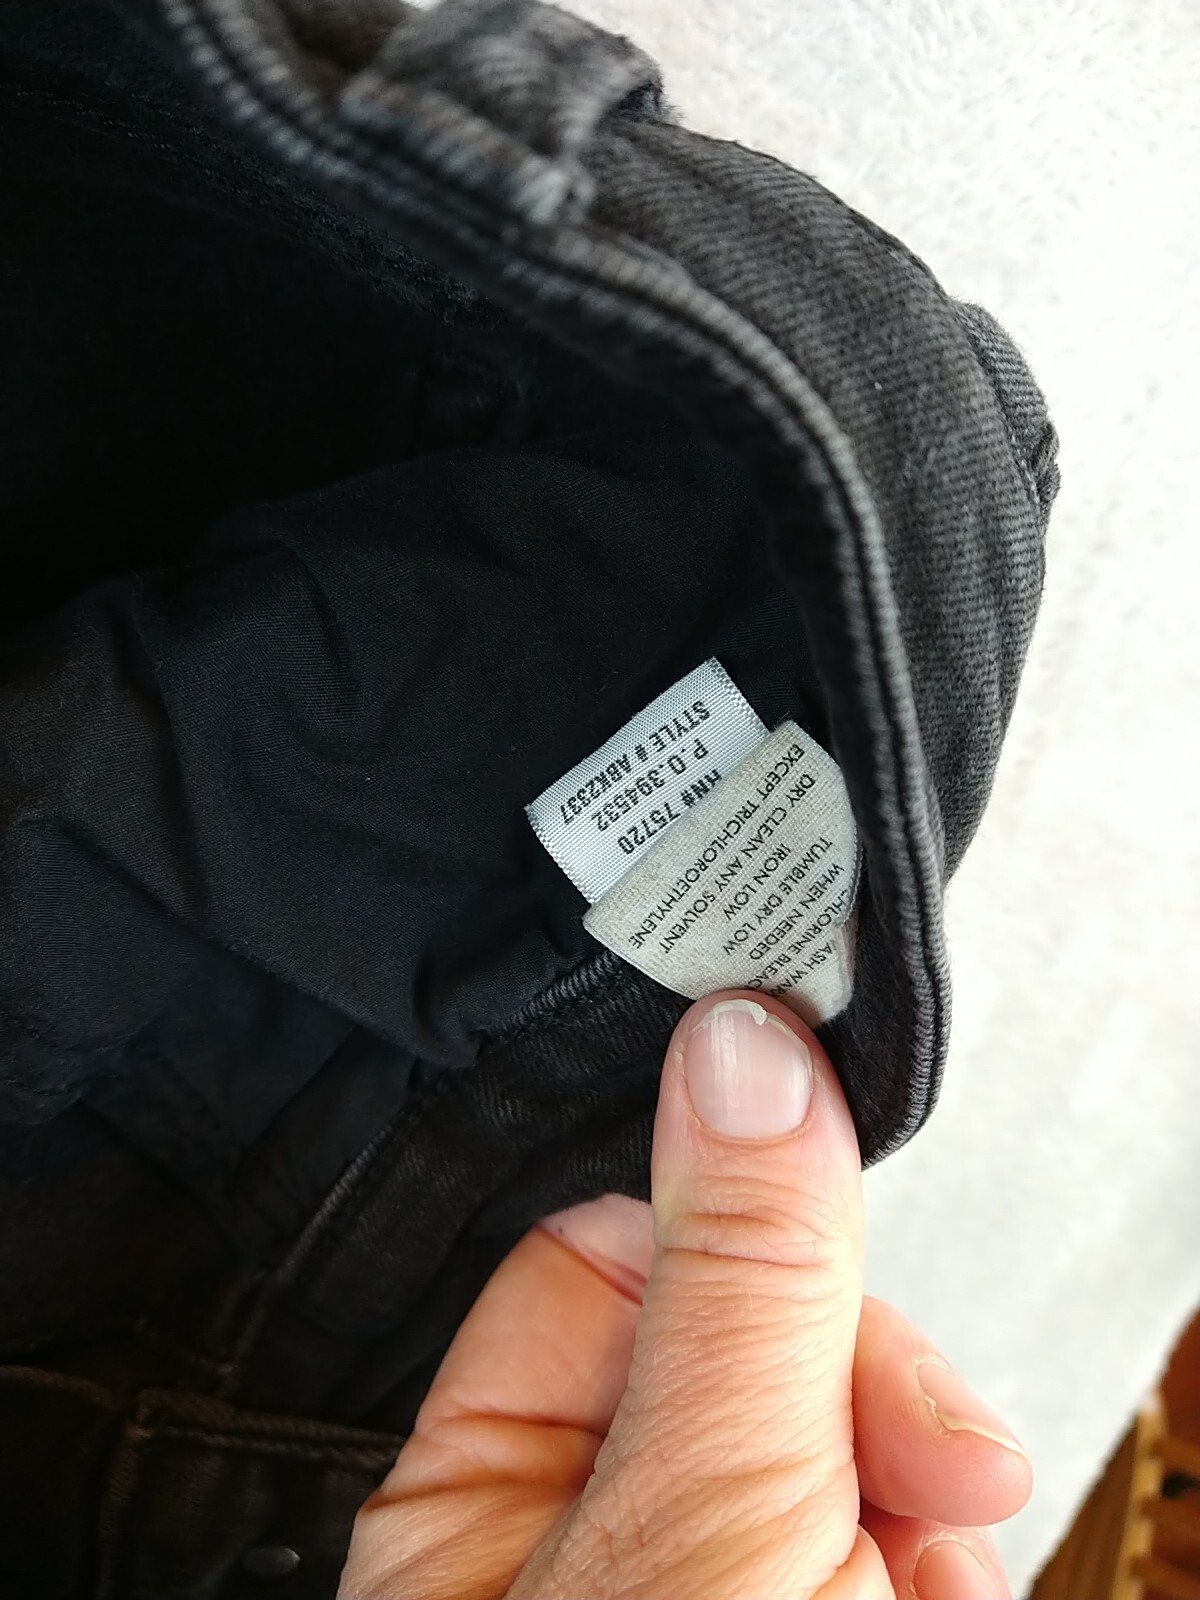 STYLE # ABK2337
P.O.394532
RN# 75720
WHEN NEEDED
TUMBLE DRY LOW
IRON LOW
DRY CLEAN ANY SOLVENT
EXCEPT TRICHLOROETHYLENE